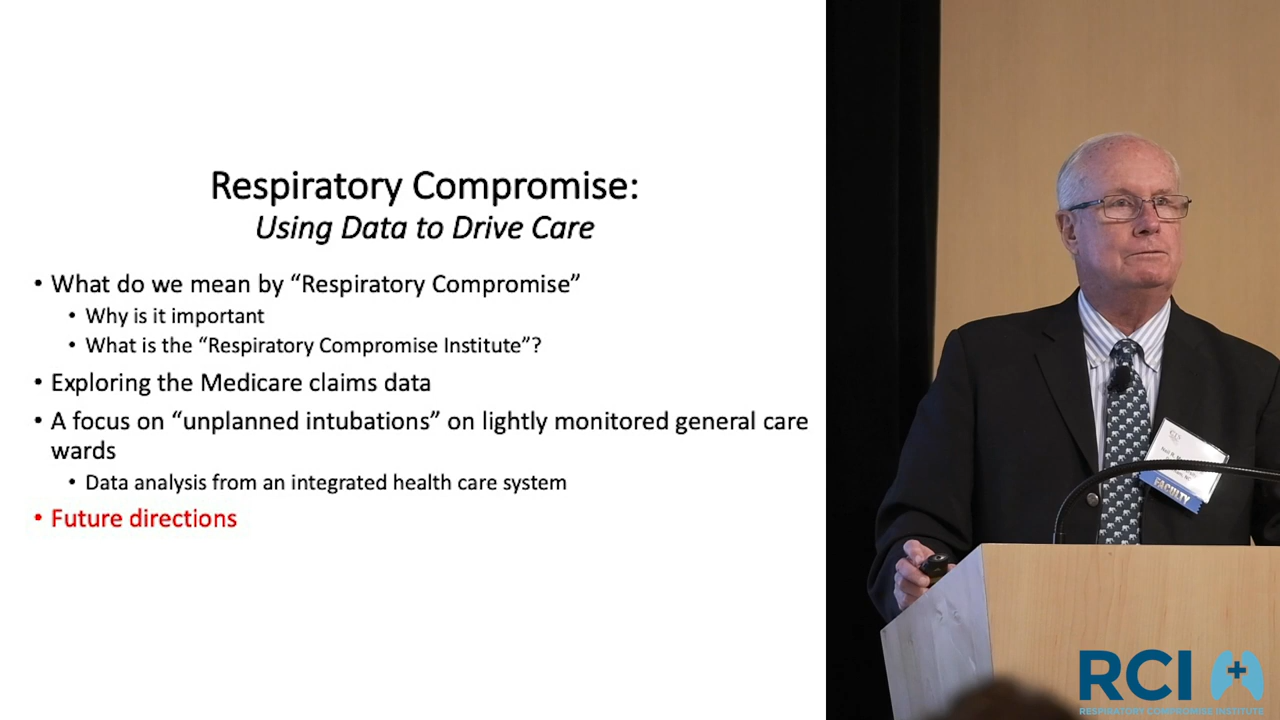 Respiratory Compromise:
Using Data to Drive Care
• What do we mean by “Respiratory Compromise”
• Why is it important
• What is the “Respiratory Compromise Institute”?
• Exploring the Medicare claims data
• A focus on “unplanned intubations” on lightly monitored general care
wards
• Data analysis from an integrated health care system
• Future directions
FACULTY
RCI
RESPIRATORY COMPROMISE INSTITUTE